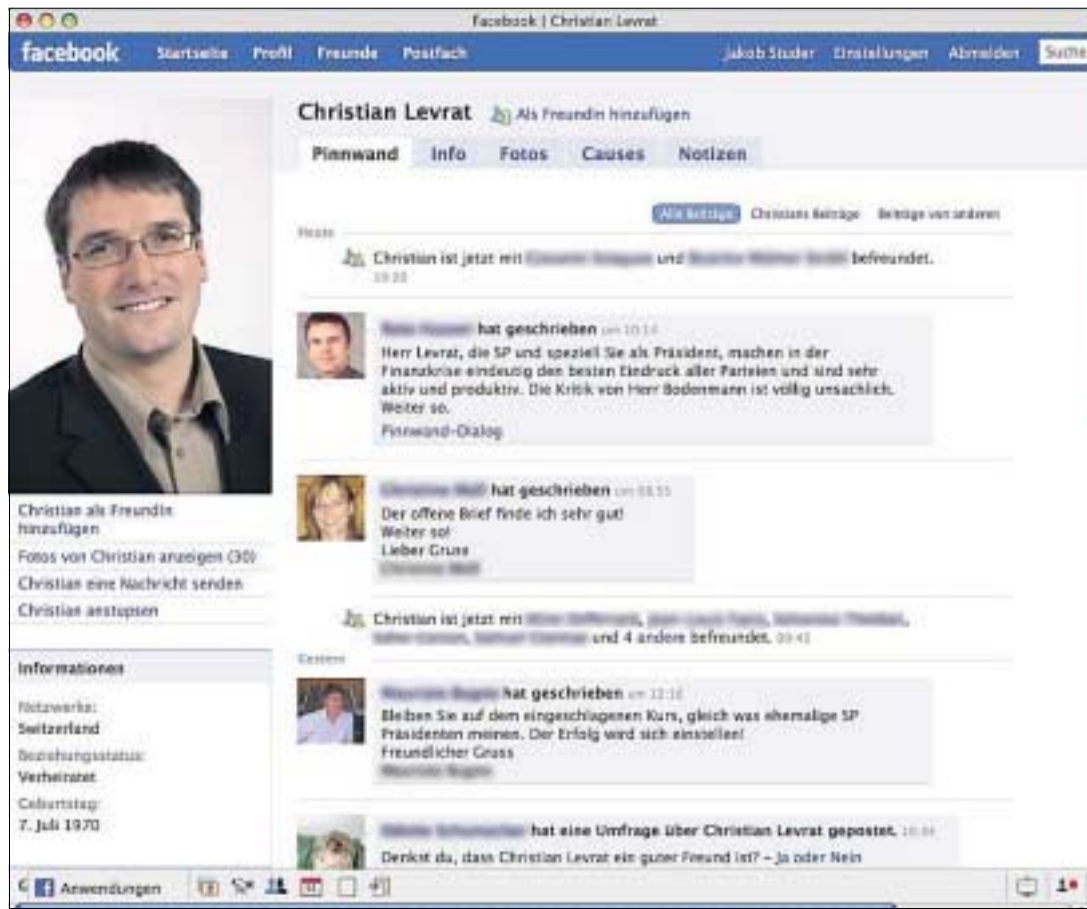 Facebook | Christian Levrat
facebook Startseite Profil Freunde Postfach Jakob Studer Einstellungen Abmelden Suche
Christian Levrat Als FreundIn hinzufügen
Pinnwand Info Fotos Causes Notizen
Alle Beiträge Christians Beiträge Beiträge von anderen
Heute
Christian ist jetzt mit und befreundet.
hat geschrieben um 10:14
Herr Levrat, die SP und speziell Sie als Präsident, machen in der
Finanzkrise eindeutig den besten Eindruck aller Parteien und sind sehr
aktiv und produktiv. Die Kritik von Herr Bodenmann ist völlig unsachlich.
Weiter so.
Pinnwand-Dialog
hat geschrieben um
Der offene Brief finde ich sehr gut!
Weiter so!
Lieber Gruss
Christian ist jetzt mit
und 4 andere befreundet.
Gestern
hat geschrieben um
Bleiben Sie auf dem eingeschlagenen Kurs, gleich was ehemalige SP
Präsidenten meinen. Der Erfolg wird sich einstellen!
Freundlicher Gruss
hat eine Umfrage über Christian Levrat gepostet.
Denkst du, dass Christian Levrat ein guter Freund ist? – Ja oder Nein
Christian als FreundIn
hinzufügen
Fotos von Christian anzeigen (30)
Christian eine Nachricht senden
Christian anstupsen
Informationen
Netzwerke:
Switzerland
Beziehungsstatus:
Verheiratet
Geburtstag:
7. Juli 1970
Anwendungen